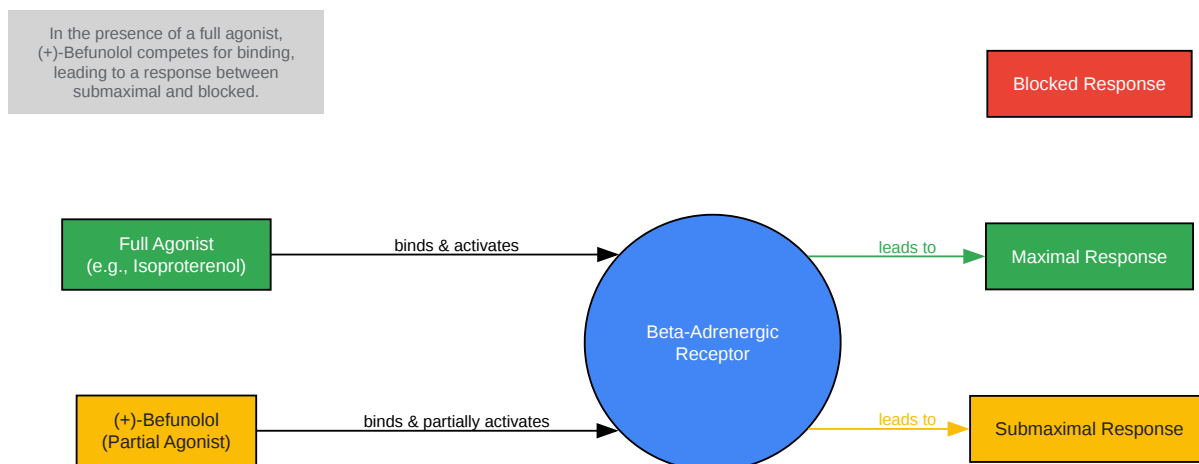 In the presence of a full agonist,
(+)-Befunolol competes for binding,
leading to a response between
submaximal and blocked.
Blocked Response
Full Agonist
(e.g., Isoproterenol)
binds & activates
leads to
Maximal Response
Beta-Adrenergic
Receptor
(+)-Befunolol
(Partial Agonist)
binds & partially activates
leads to
Submaximal Response